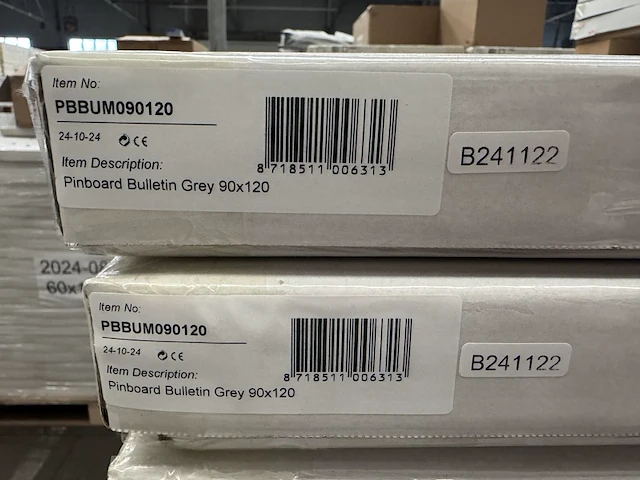 Item No:
PBBUM090120
24-10-24 CE
Item Description:
Pinboard Bulletin Grey 90x120
8 718511 006313
B241122
2024-08
60x
Item No:
PBBUM090120
24-10-24 CE
Item Description:
Pinboard Bulletin Grey 90x120
8 718511 006313
B241122